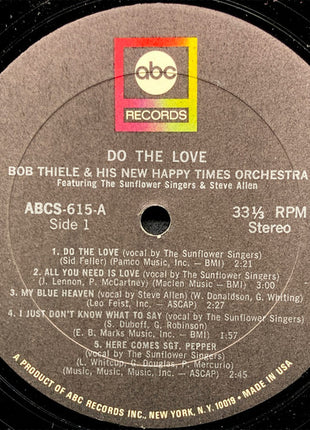 abc
RECORDS
DO THE LOVE
BOB THIELE & HIS NEW HAPPY TIMES ORCHESTRA
Featuring The Sunflower Singers & Steve Allen
ABCS-615-A
Side 1
33⅓ RPM
Stereo
1. DO THE LOVE (vocal by The Sunflower Singers)
(Sid Feller) (Pamco Music, Inc. — BMI) 2:21
2. ALL YOU NEED IS LOVE (vocal by The Sunflower Singers)
(J. Lennon, P. McCartney) (Maclen Music — BMI) 3:00
3. MY BLUE HEAVEN (vocal by Steve Allen) (W. Donaldson, G. Whiting)
(Leo Feist, Inc. — ASCAP) 2:31
4. I JUST DON'T KNOW WHAT TO SAY (vocal by The Sunflower Singers)
(S. Duboff, G. Robinson)
(E. B. Marks Music, Inc. — BMI) 1:57
5. HERE COMES SGT. PEPPER
(vocal by The Sunflower Singers)
(L. Whitcup, G. Douglas, P. Mercurio)
(Music, Music, Music, Inc. — ASCAP) 2:45
A PRODUCT OF ABC RECORDS INC., NEW YORK, N.Y. 10019 • MADE IN USA